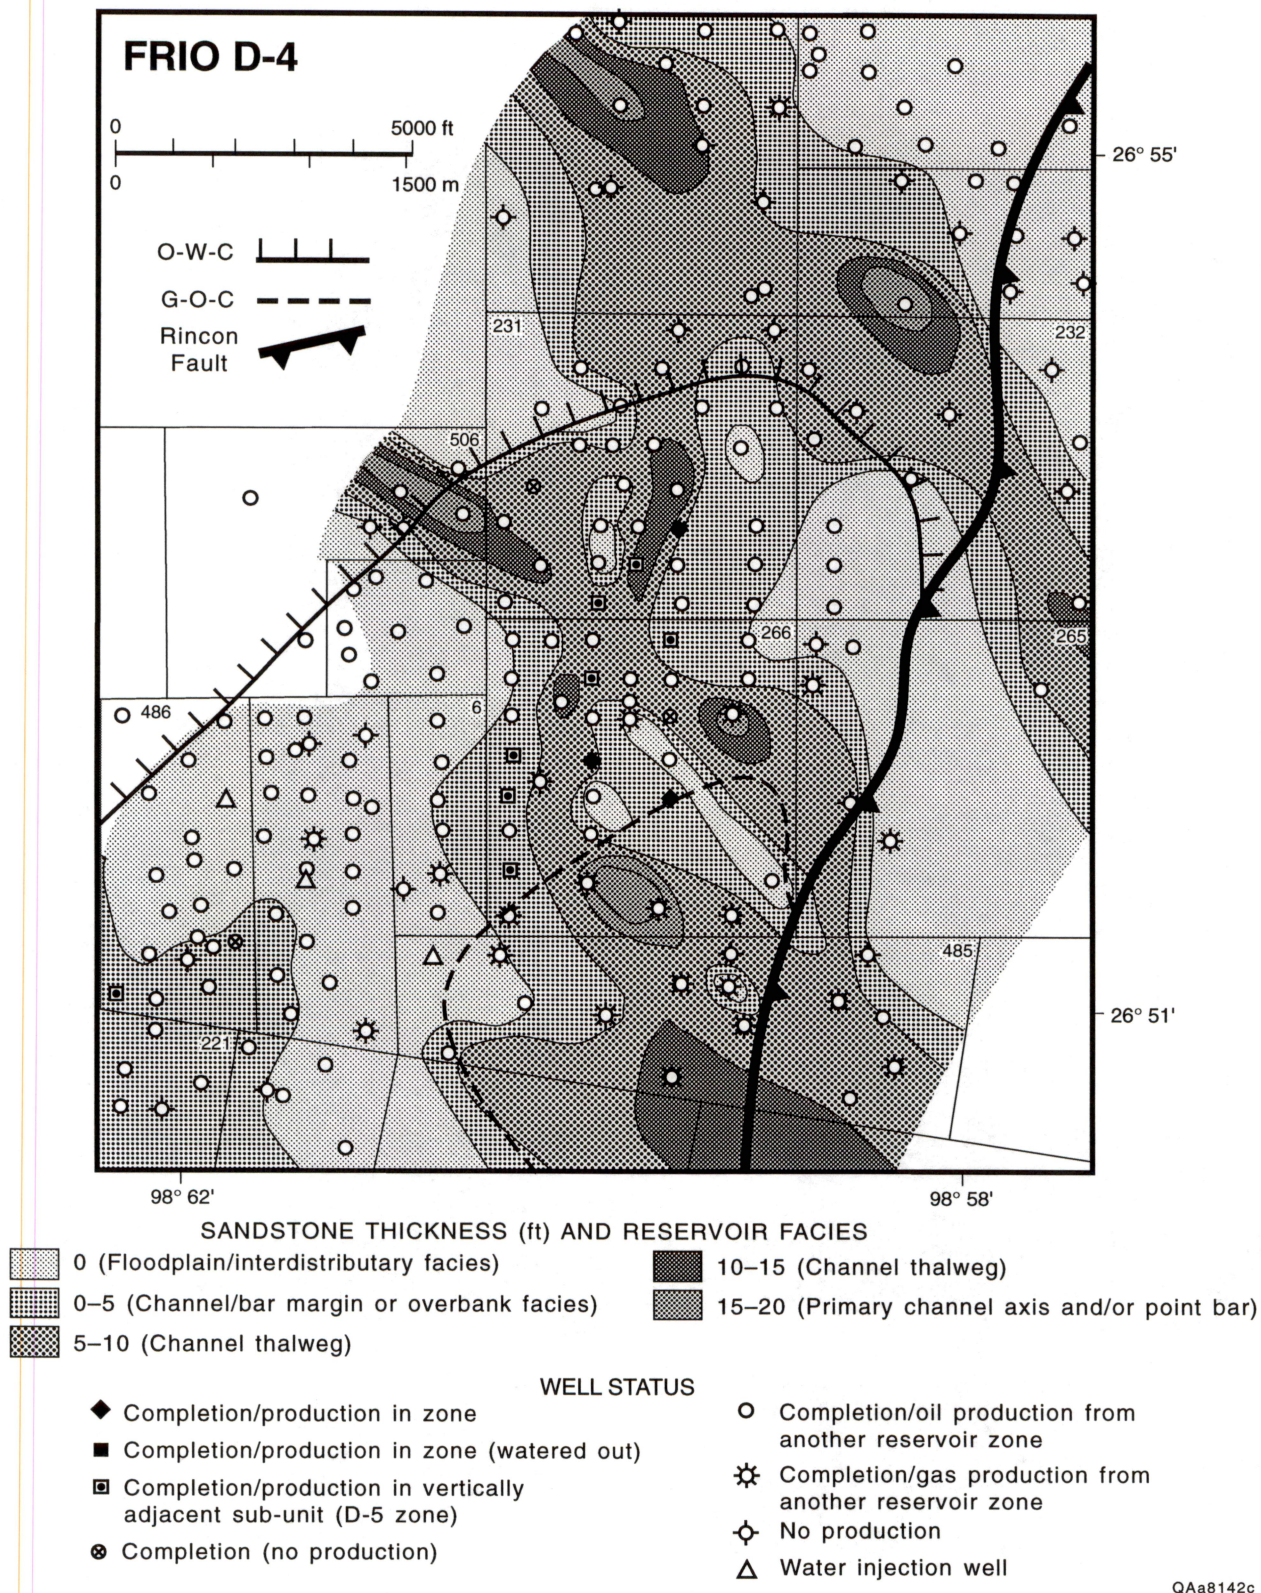 FRIO D-4
0 5000 ft
0 1500 m
O-W-C
G-O-C
Rincon
Fault
26° 55'
231
232
506
266
265
486
6
485
221
26° 51'
98° 62'
98° 58'
SANDSTONE THICKNESS (ft) AND RESERVOIR FACIES
0 (Floodplain/interdistributary facies)
0–5 (Channel/bar margin or overbank facies)
5–10 (Channel thalweg)
10–15 (Channel thalweg)
15–20 (Primary channel axis and/or point bar)
WELL STATUS
Completion/production in zone
Completion/production in zone (watered out)
Completion/production in vertically
adjacent sub-unit (D-5 zone)
Completion (no production)
Completion/oil production from
another reservoir zone
Completion/gas production from
another reservoir zone
No production
Water injection well
QAa8142c